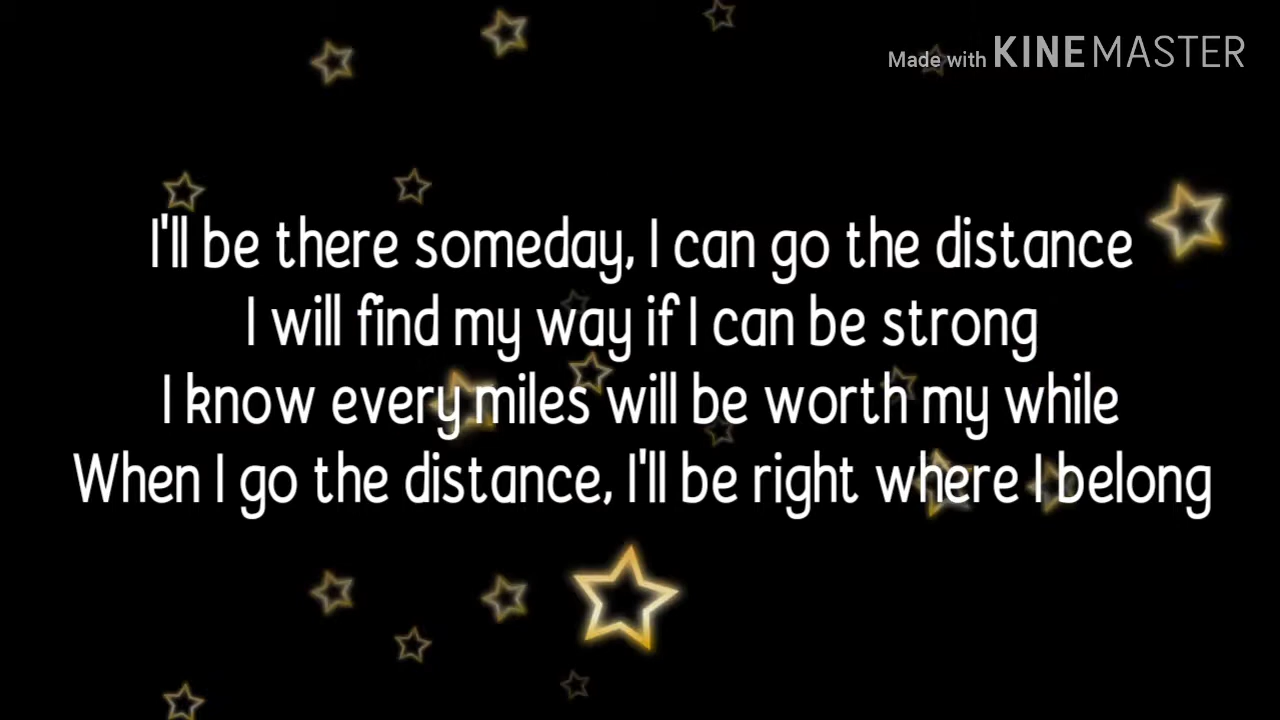 Made with KINEMASTER
I'll be there someday, I can go the distance
I will find my way if I can be strong
I know every miles will be worth my while
When I go the distance, I'll be right where I belong